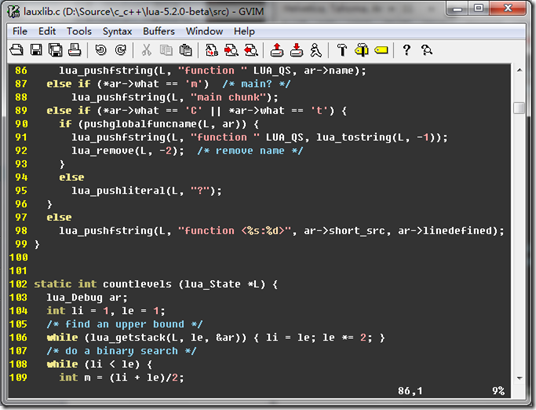 lauxlib.c (D:\Source\c_c++\lua-5.2.0-beta\src) - GVIM
File Edit Tools Syntax Buffers Window Help
86     lua_pushfstring(L, "function " LUA_QS, ar->name);
87   else if (*ar->what == 'm')  /* main? */
88       lua_pushliteral(L, "main chunk");
89   else if (*ar->what == 'C' || *ar->what == 't') {
90     if (pushglobalfuncname(L, ar)) {
91       lua_pushfstring(L, "function " LUA_QS, lua_tostring(L, -1));
92       lua_remove(L, -2);  /* remove name */
93     }
94     else
95       lua_pushliteral(L, "?");
96   }
97   else
98     lua_pushfstring(L, "function <%s:%d>", ar->short_src, ar->linedefined);
99 }
100
101
102 static int countlevels (lua_State *L) {
103   lua_Debug ar;
104   int li = 1, le = 1;
105   /* find an upper bound */
106   while (lua_getstack(L, le, &ar)) { li = le; le *= 2; }
107   /* do a binary search */
108   while (li < le) {
109     int m = (li + le)/2;
86,1 9%